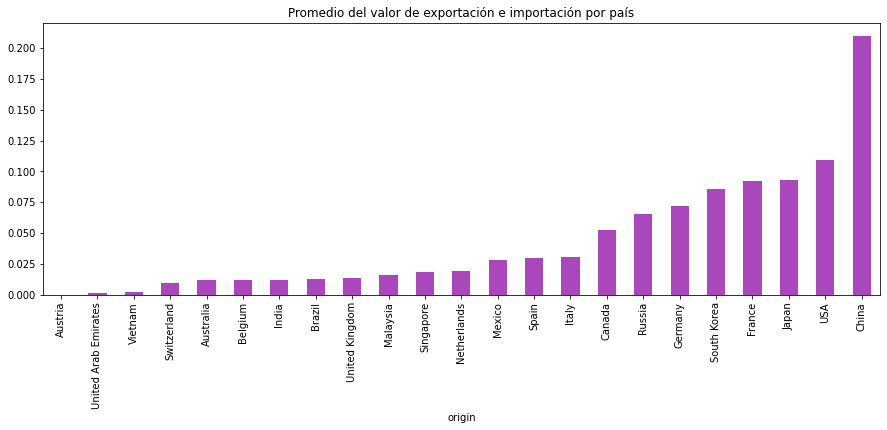 Promedio del valor de exportación e importación por país
0.200
0.175
0.150
0.125
0.100
0.075
0.050
0.025
0.000
Austria
United Arab Emirates
Vietnam
Switzerland
Australia
Belgium
India
Brazil
United Kingdom
Malaysia
Singapore
Netherlands
Mexico
Spain
Italy
Canada
Russia
Germany
South Korea
France
Japan
USA
China
origin